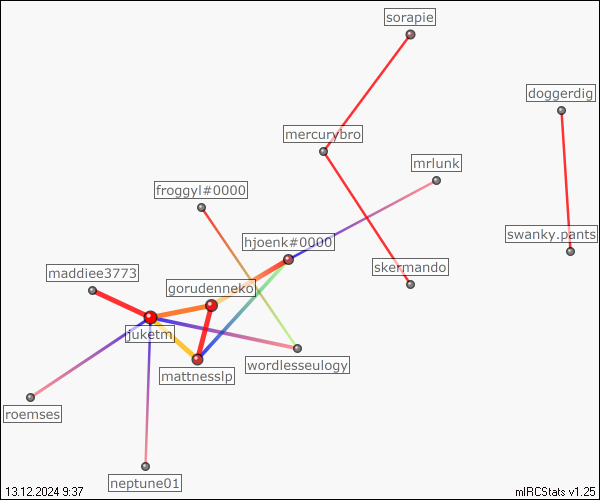 sorapie
doggerdig
mercurybro
mrlunk
froggyl#0000
hjoenk#0000
swanky.pants
maddiee3773
skermando
gorudenneko
juketm
wordlesseulogy
mattnesslp
roemses
neptune01
13.12.2024 9:37
mIRCStats v1.25